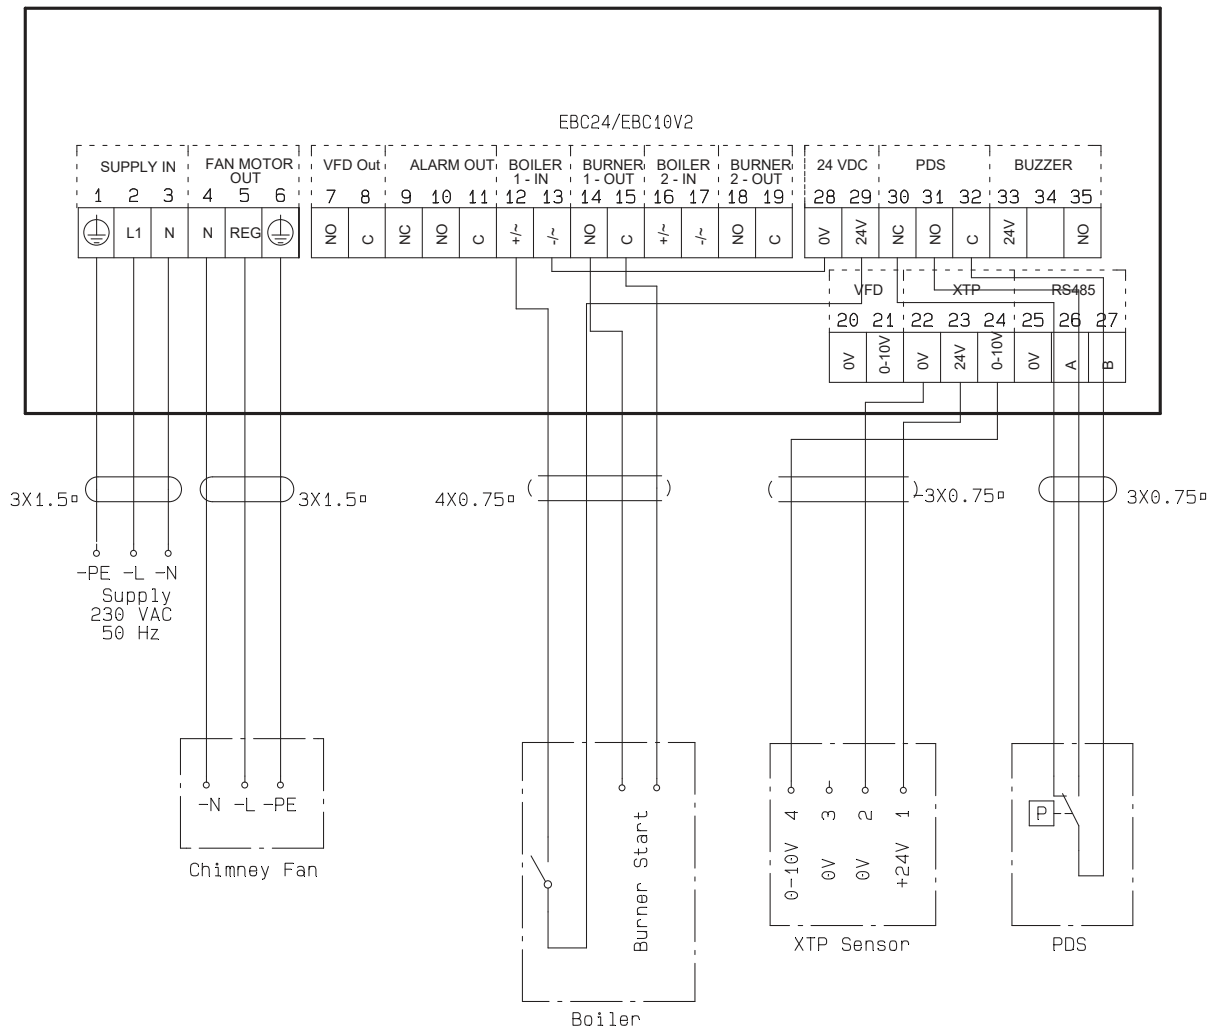 EBC24/EBC10V2
SUPPLY IN
FAN MOTOR
OUT
VFD Out
ALARM OUT
BOILER
1 - IN
BURNER
1 - OUT
BOILER
2 - IN
BURNER
2 - OUT
24 VDC
PDS
BUZZER
1 2 3 4 5 6 7 8 9 10 11 12 13 14 15 16 17 18 19 28 29 30 31 32 33 34 35
L1 N N REG NO C NC NO C +/~ -/~ NO C +/~ -/~ NO C 0V 24V NC NO C 24V NO
VFD XTP RS485
20 21 22 23 24 25 26 27
0V 0-10V 0V 24V 0-10V 0V A B
3X1.5▫
3X1.5▫
4X0.75▫
3X0.75▫
3X0.75▫
-PE -L -N
Supply
230 VAC
50 Hz
-N -L -PE
Chimney Fan
Burner Start
Boiler
4 3 2 1
0-10V 0V 0V +24V
XTP Sensor
P
PDS